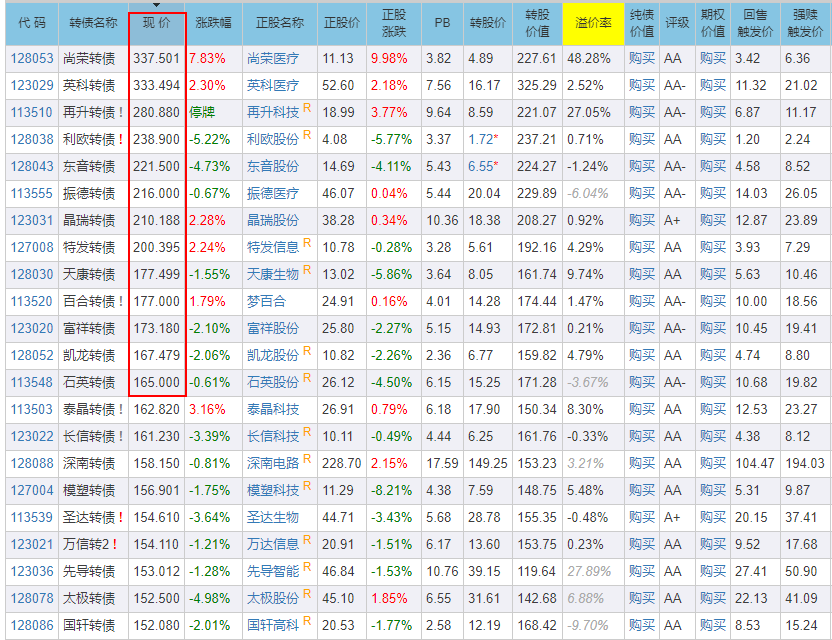 代 码 转债名称 现 价 涨跌幅 正股名称 正股价 正股涨跌 PB 转股价 转股价值 溢价率 纯债价值 评级 期权价值 回售触发价 强赎触发价
128053 尚荣转债 337.501 7.83% 尚荣医疗 11.13 9.98% 3.82 4.89 227.61 48.28% 购买 AA 购买 3.42 6.36
123029 英科转债 333.494 2.30% 英科医疗 52.60 2.18% 7.56 16.17 325.29 2.52% 购买 AA- 购买 11.32 21.02
113510 再升转债! 280.880 停牌 再升科技R 18.99 3.77% 9.64 8.59 221.07 27.05% 购买 AA- 购买 6.87 11.17
128038 利欧转债! 238.900 -5.22% 利欧股份R 4.08 -5.77% 3.37 1.72* 237.21 0.71% 购买 AA 购买 1.20 2.24
128043 东音转债 221.500 -4.73% 东音股份 14.69 -4.11% 5.43 6.55* 224.27 -1.24% 购买 AA- 购买 4.58 8.52
113555 振德转债 216.000 -0.67% 振德医疗 46.07 0.04% 5.44 20.04 229.89 -6.04% 购买 AA- 购买 14.03 26.05
123031 晶瑞转债 210.188 2.28% 晶瑞股份 38.28 0.34% 10.36 18.38 208.27 0.92% 购买 A+ 购买 12.87 23.89
127008 特发转债 200.395 2.24% 特发信息R 10.78 -0.28% 3.28 5.61 192.16 4.29% 购买 AA 购买 3.93 7.29
128030 天康转债 177.499 -1.55% 天康生物R 13.02 -5.86% 3.64 8.05 161.74 9.74% 购买 AA 购买 5.63 10.46
113520 百合转债! 177.000 1.79% 梦百合 24.91 0.16% 4.01 14.28 174.44 1.47% 购买 AA- 购买 10.00 18.56
123020 富祥转债 173.180 -2.10% 富祥股份 25.80 -2.27% 5.15 14.93 172.81 0.21% 购买 AA- 购买 10.45 19.41
128052 凯龙转债 167.479 -2.06% 凯龙股份R 10.82 -2.26% 2.36 6.77 159.82 4.79% 购买 AA 购买 4.74 8.80
113548 石英转债 165.000 -0.61% 石英股份R 26.12 -4.50% 6.15 15.25 171.28 -3.67% 购买 AA- 购买 10.68 19.82
113503 泰晶转债! 162.820 3.16% 泰晶科技 26.91 0.79% 6.18 17.90 150.34 8.30% 购买 AA 购买 12.53 23.27
123022 长信转债! 161.230 -3.39% 长信科技R 10.11 -0.49% 4.44 6.25 161.76 -0.33% 购买 AA 购买 4.38 8.12
128088 深南转债 158.150 -0.81% 深南电路R 228.70 2.15% 17.59 149.25 153.23 3.21% 购买 AA 购买 104.47 194.03
127004 模塑转债 156.901 -1.75% 模塑科技R 11.29 -8.21% 4.38 7.59 148.75 5.48% 购买 AA 购买 5.31 9.87
113539 圣达转债! 154.610 -3.64% 圣达生物 44.71 -3.43% 5.68 28.78 155.35 -0.48% 购买 A+ 购买 20.15 37.41
123021 万信转2! 154.110 -1.21% 万达信息R 20.91 -1.51% 6.17 13.60 153.75 0.23% 购买 AA 购买 9.52 17.68
123036 先导转债 153.012 -1.28% 先导智能R 46.84 -1.53% 10.76 39.15 119.64 27.89% 购买 AA 购买 27.41 50.90
128078 太极转债 152.500 -4.98% 太极股份R 45.10 1.85% 6.55 31.61 142.68 6.88% 购买 AA 购买 22.13 41.09
128086 国轩转债 152.080 -2.01% 国轩高科R 20.53 -1.77% 2.58 12.19 168.42 -9.70% 购买 AA 购买 8.53 15.24